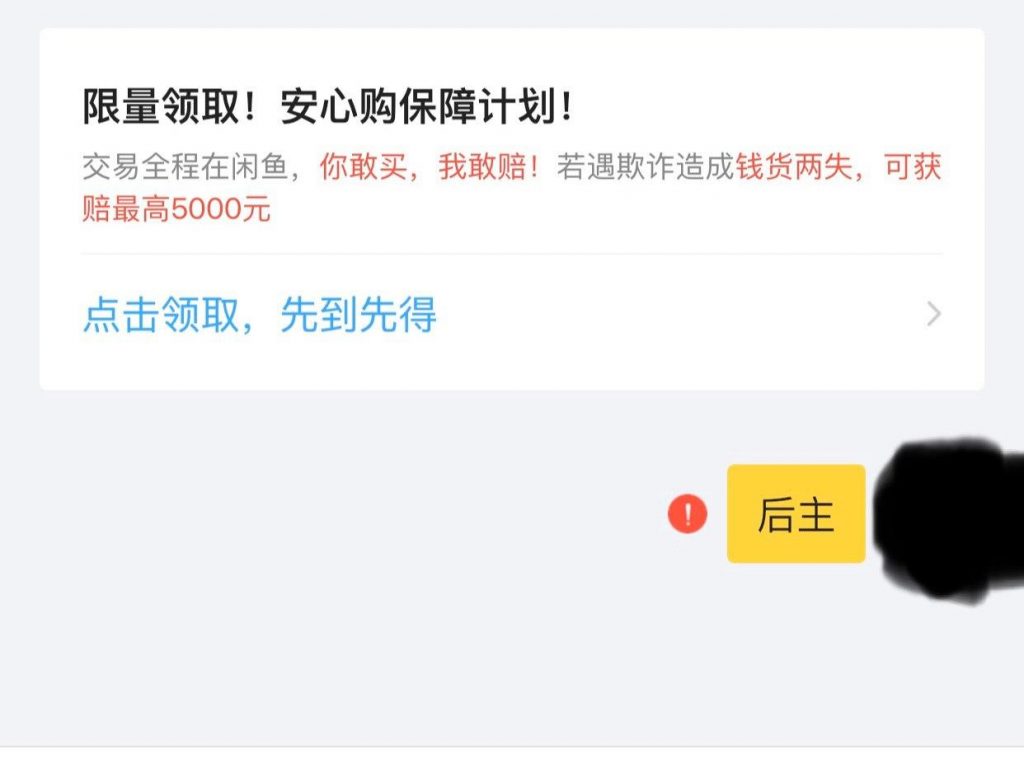 限量领取！安心购保障计划！
交易全程在闲鱼，你敢买，我敢赔！若遇欺诈造成钱货两失，可获
赔最高5000元
点击领取，先到先得
后主